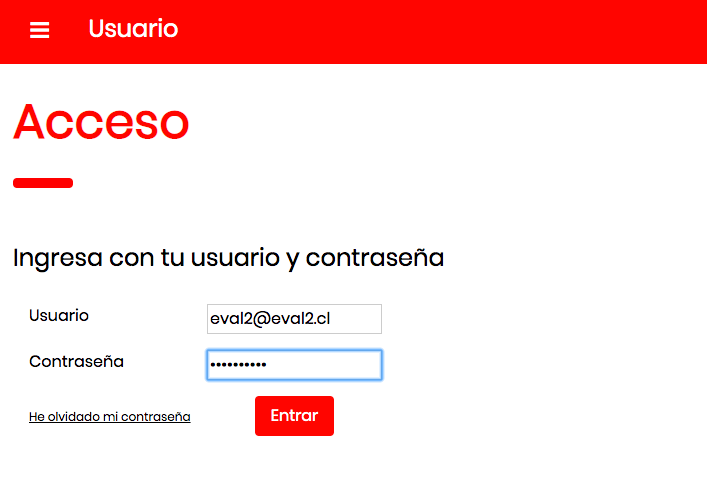 Usuario
Acceso
Ingresa con tu usuario y contraseña
Usuario
eval2@eval2.cl
Contraseña
••••••••••
He olvidado mi contraseña
Entrar